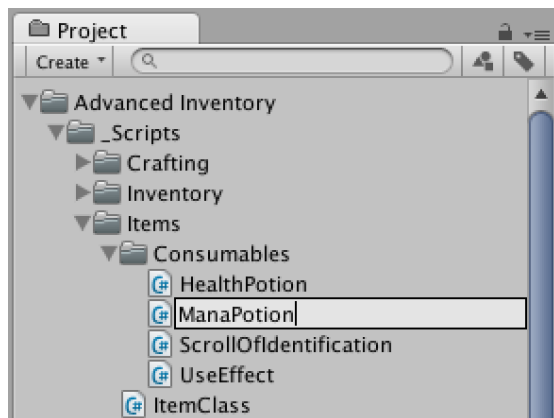 Project
Create
Advanced Inventory
_Scripts
Crafting
Inventory
Items
Consumables
C# HealthPotion
C# ManaPotion
C# ScrollOfIdentification
C# UseEffect
C# ItemClass